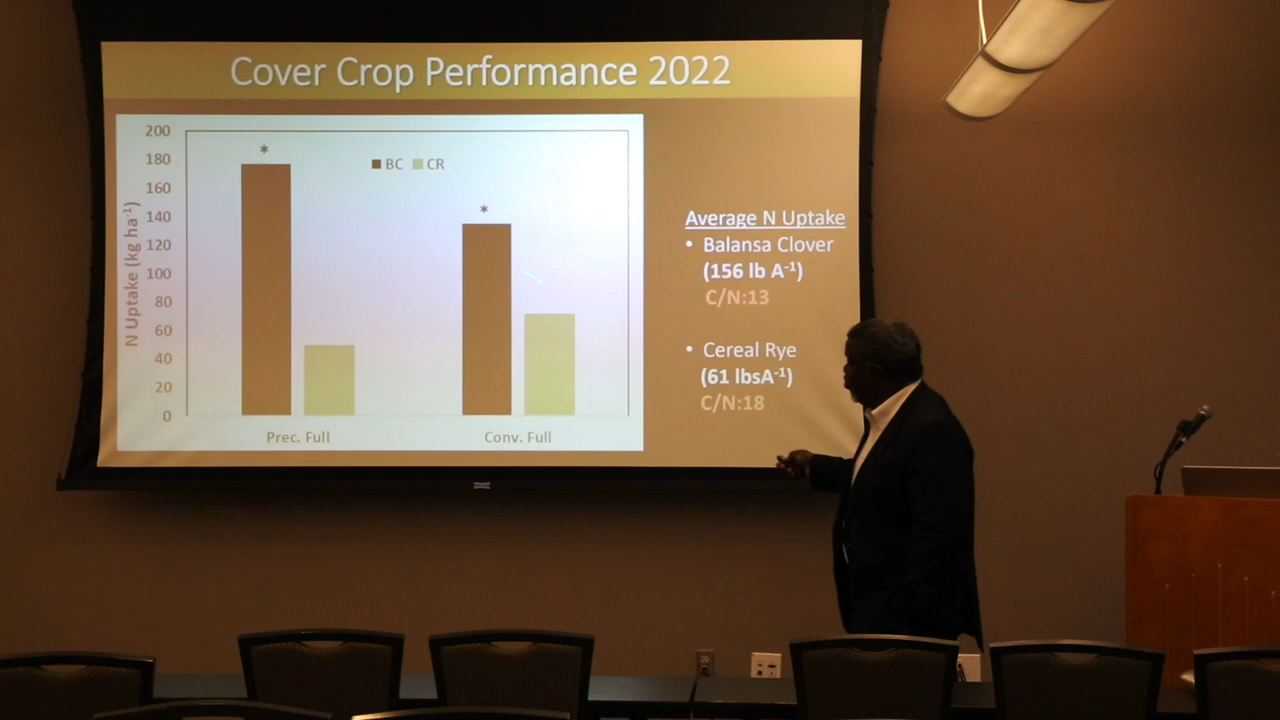 Cover Crop Performance 2022
200
180
160
140
120
100
80
60
40
20
0
N Uptake (kg ha⁻¹)
*
*
BC CR
Prec. Full
Conv. Full
Average N Uptake
• Balansa Clover
(156 lb A⁻¹)
C/N:13
• Cereal Rye
(61 lbsA⁻¹)
C/N:18